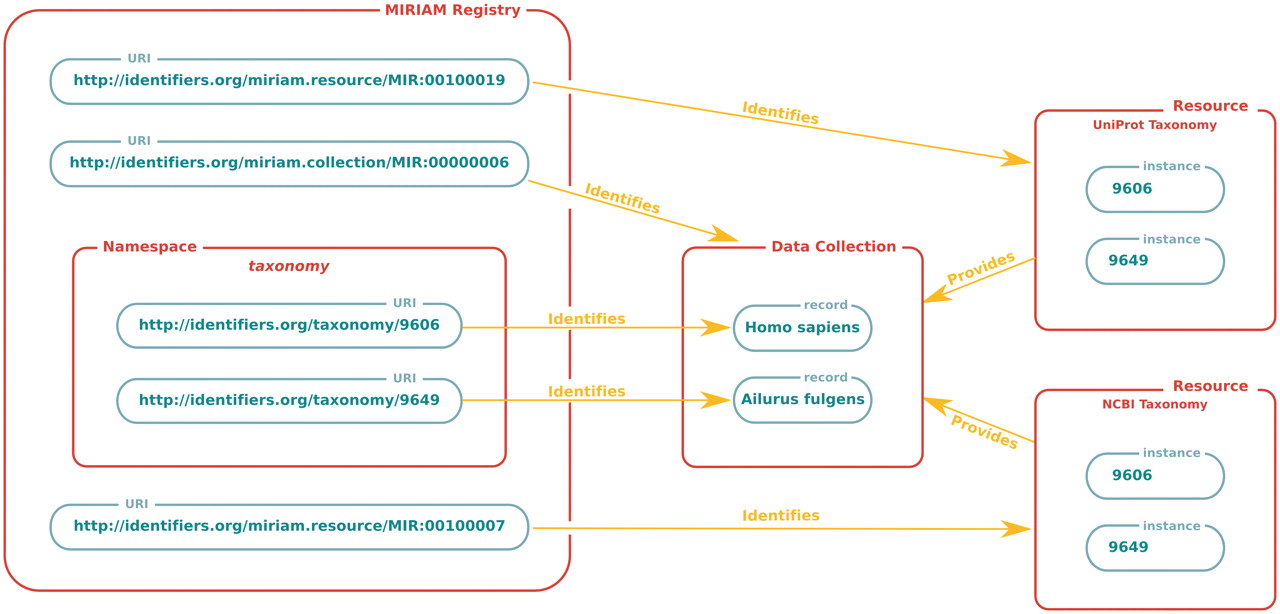 MIRIAM Registry
URI
http://identifiers.org/miriam.resource/MIR:00100019
URI
http://identifiers.org/miriam.collection/MIR:00000006
Namespace
taxonomy
URI
http://identifiers.org/taxonomy/9606
URI
http://identifiers.org/taxonomy/9649
URI
http://identifiers.org/miriam.resource/MIR:00100007
Identifies
Identifies
Identifies
Identifies
Identifies
Data Collection
record
Homo sapiens
record
Ailurus fulgens
Provides
Provides
Resource
UniProt Taxonomy
instance
9606
instance
9649
Resource
NCBI Taxonomy
instance
9606
instance
9649